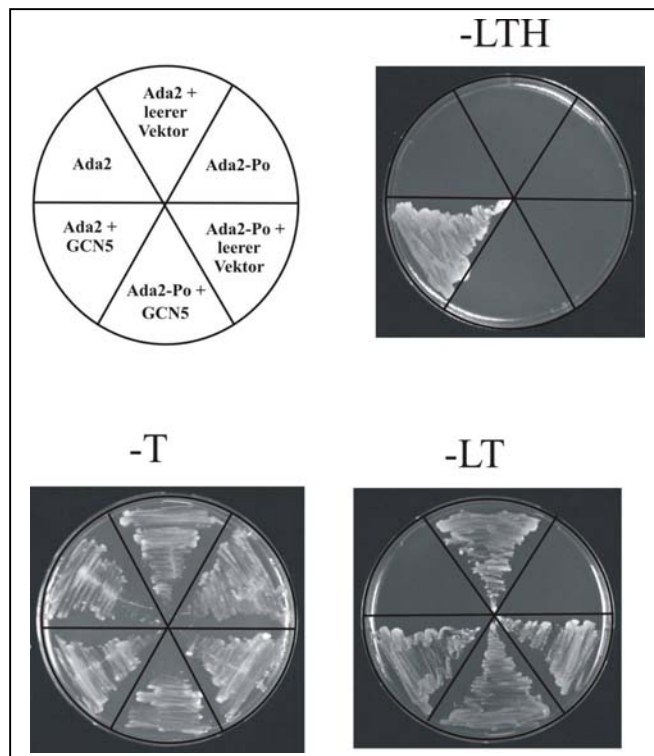 -LTH
Ada2 +
leerer
Vektor
Ada2
Ada2-Po
Ada2 +
GCN5
Ada2-Po +
leerer
Vektor
Ada2-Po +
GCN5
-T
-LT